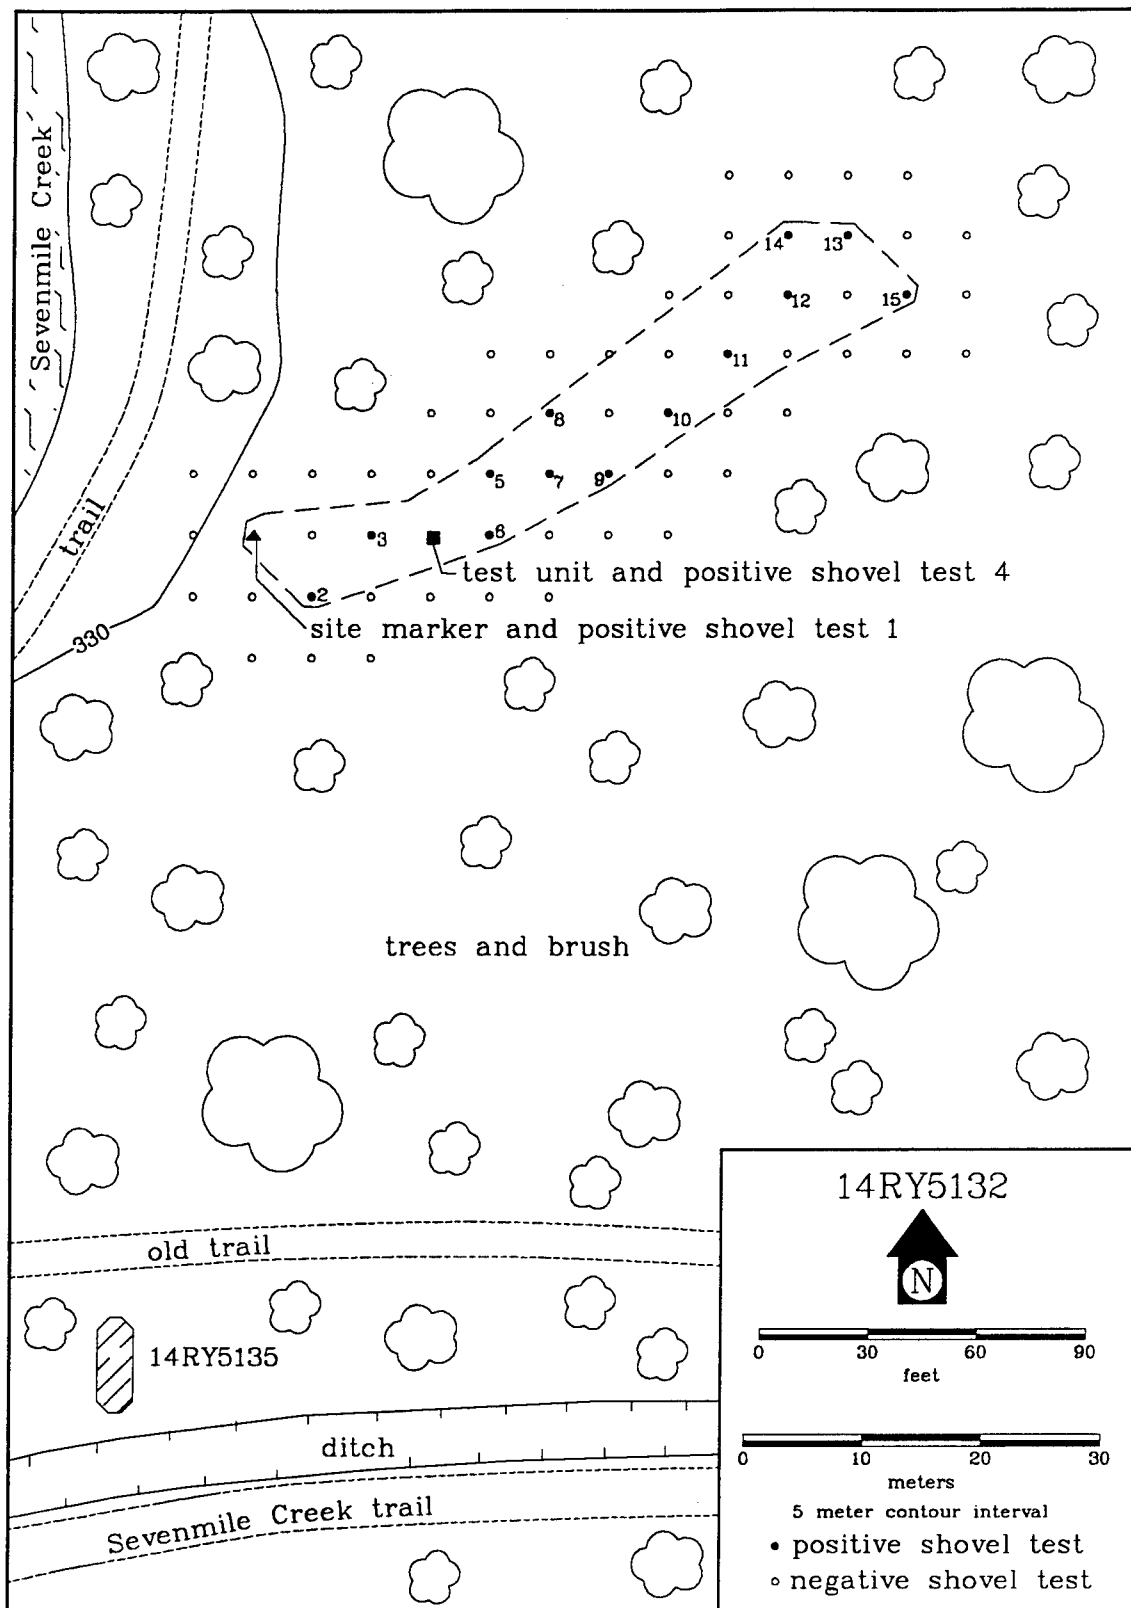 Sevenmile Creek
trail
330
14
13
12
15
11
8
10
5
7
9
3
8
2
test unit and positive shovel test 4
site marker and positive shovel test 1
trees and brush
old trail
14RY5135
ditch
Sevenmile Creek trail
14RY5132
N
0 30 60 90
feet
0 10 20 30
meters
5 meter contour interval
positive shovel test
negative shovel test